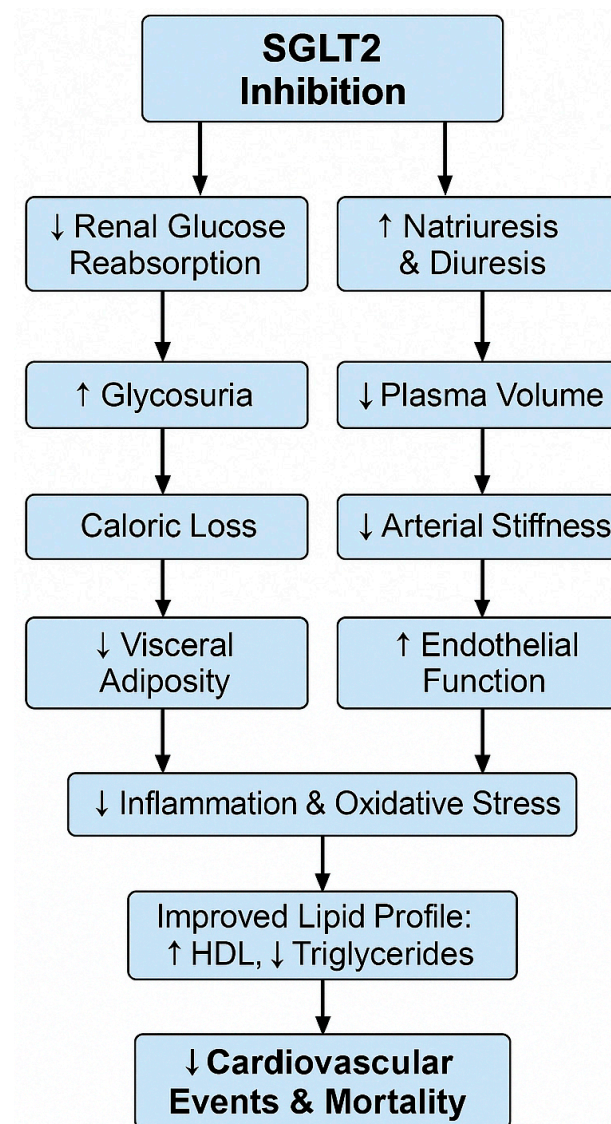 SGLT2
Inhibition
↓ Renal Glucose
Reabsorption
↑ Natriuresis
& Diuresis
↑ Glycosuria
↓ Plasma Volume
Caloric Loss
↓ Arterial Stiffness
↓ Visceral
Adiposity
↑ Endothelial
Function
↓ Inflammation & Oxidative Stress
Improved Lipid Profile:
↑ HDL, ↓ Triglycerides
↓ Cardiovascular
Events & Mortality